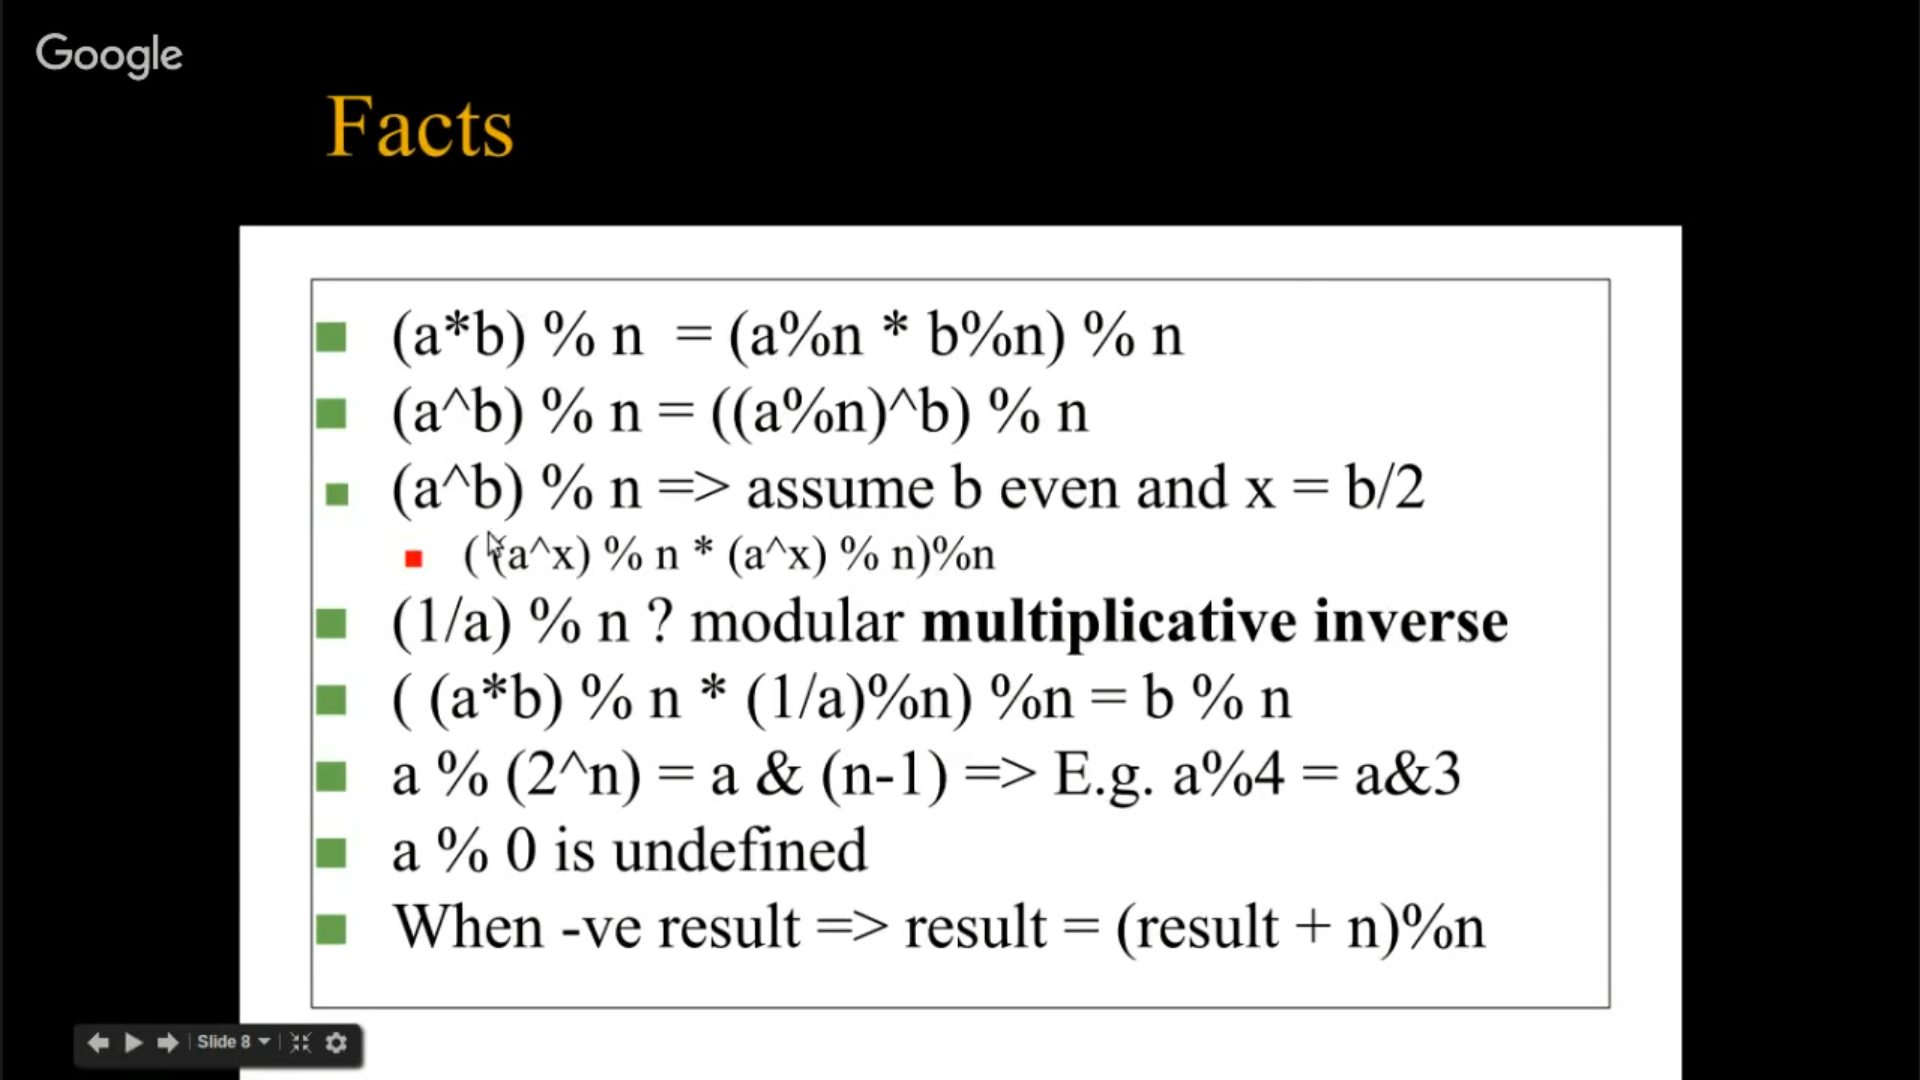 Google
Facts
(a*b) % n = (a%n * b%n) % n
(a^b) % n = ((a%n)^b) % n
(a^b) % n => assume b even and x = b/2
( (a^x) % n * (a^x) % n)%n
(1/a) % n ? modular multiplicative inverse
( (a*b) % n * (1/a)%n) %n = b % n
a % (2^n) = a & (n-1) => E.g. a%4 = a&3
a % 0 is undefined
When -ve result => result = (result + n)%n
Slide 8